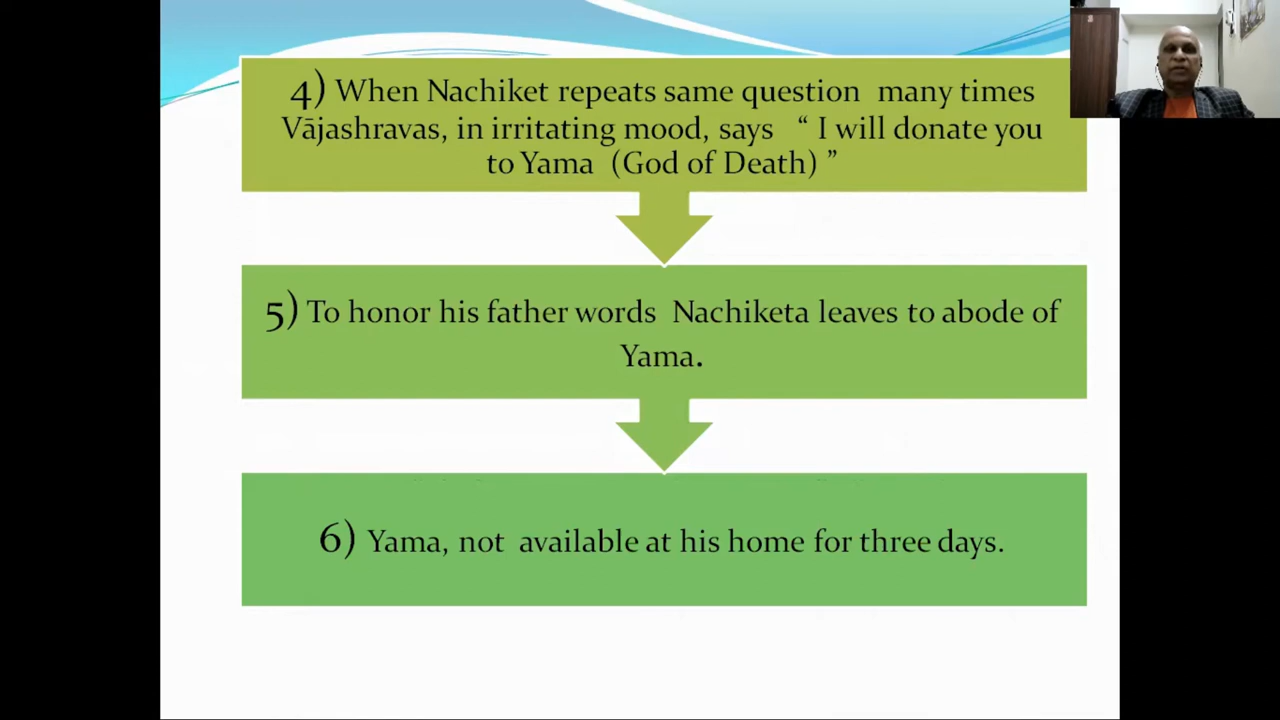 4) When Nachiket repeats same question many times
Vājashravas, in irritating mood, says “ I will donate you
to Yama (God of Death) ”
5) To honor his father words Nachiketa leaves to abode of
Yama.
6) Yama, not available at his home for three days.